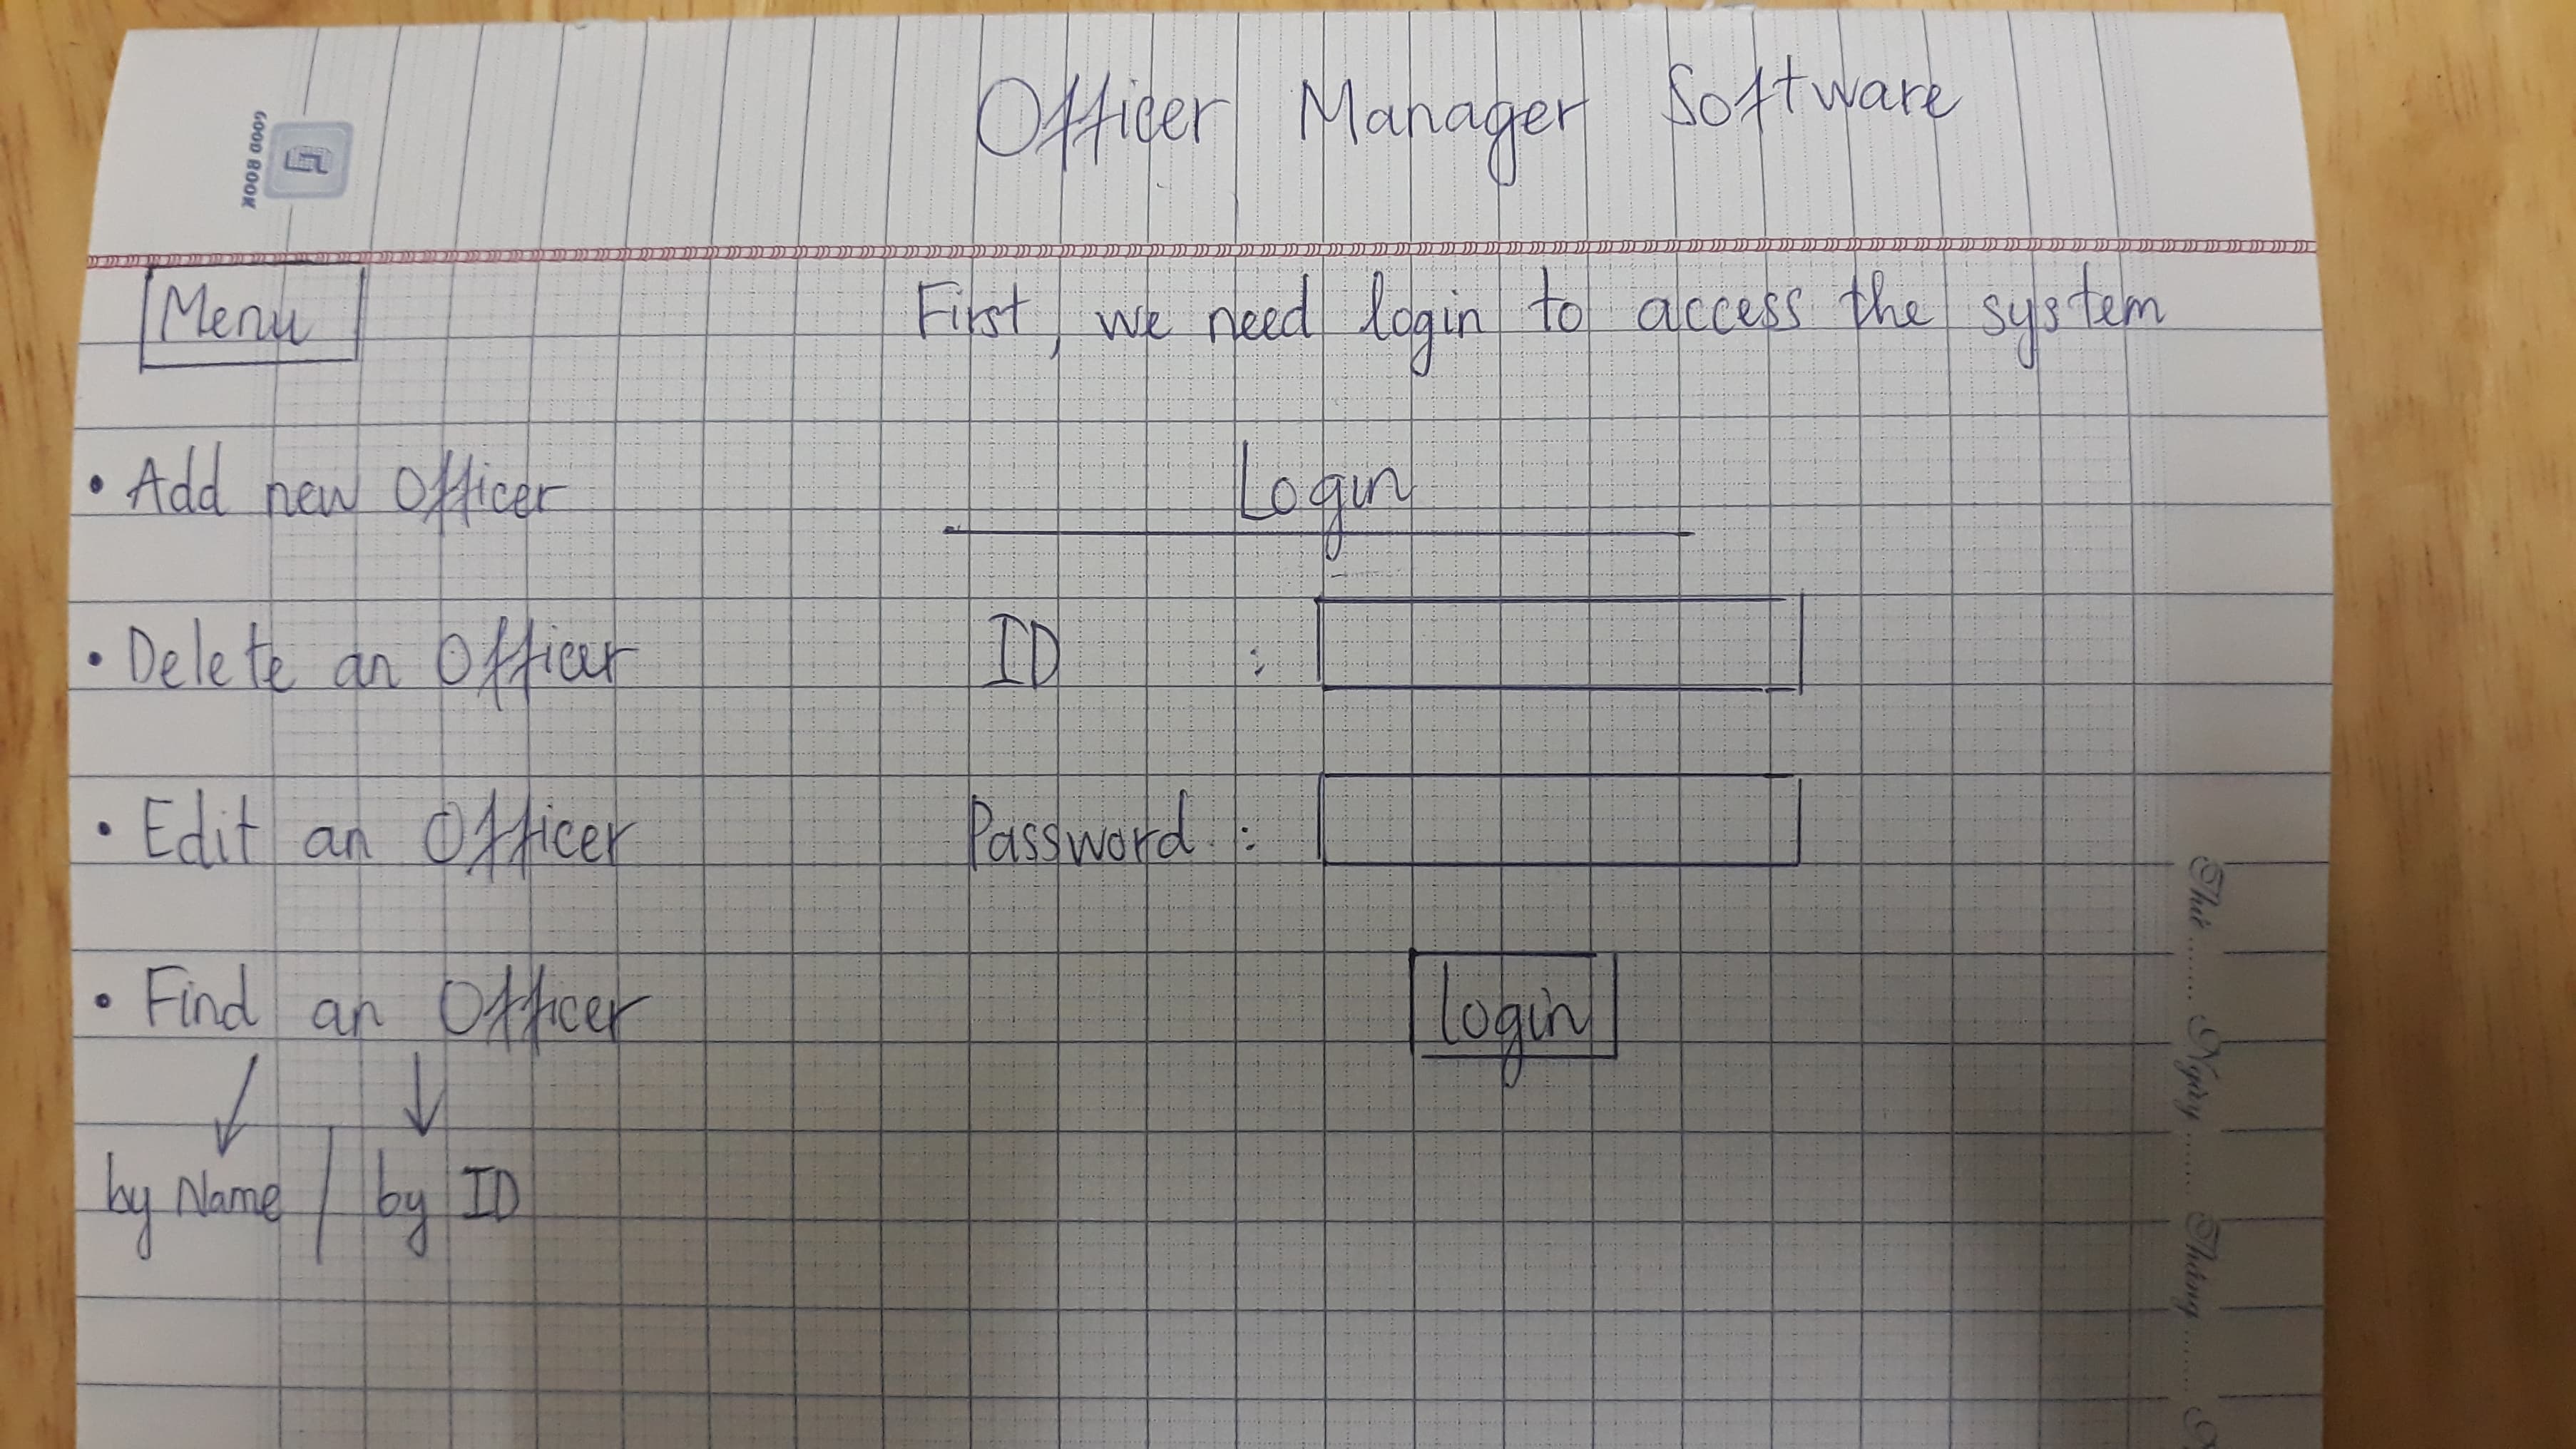 Officer Manager Software
GOOD BOOK
Menu
First, we need login to access the system
• Add new Officer
• Delete an Officer
• Edit an Officer
• Find an Officer
by Name / by ID
Login
ID :
Password :
login
Thứ ........ Ngày ........ Tháng ........